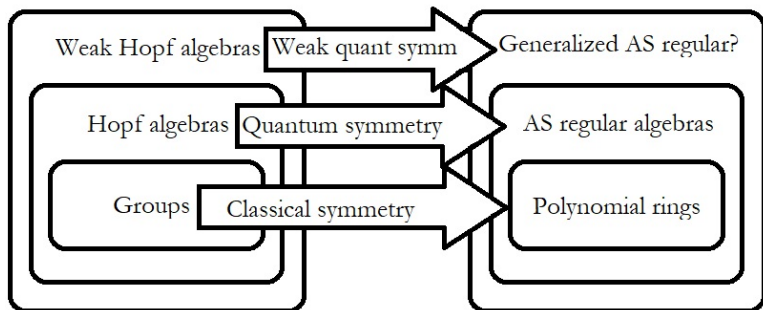 Weak Hopf algebras Weak quant symm Generalized AS regular?
Hopf algebras Quantum symmetry AS regular algebras
Groups Classical symmetry Polynomial rings